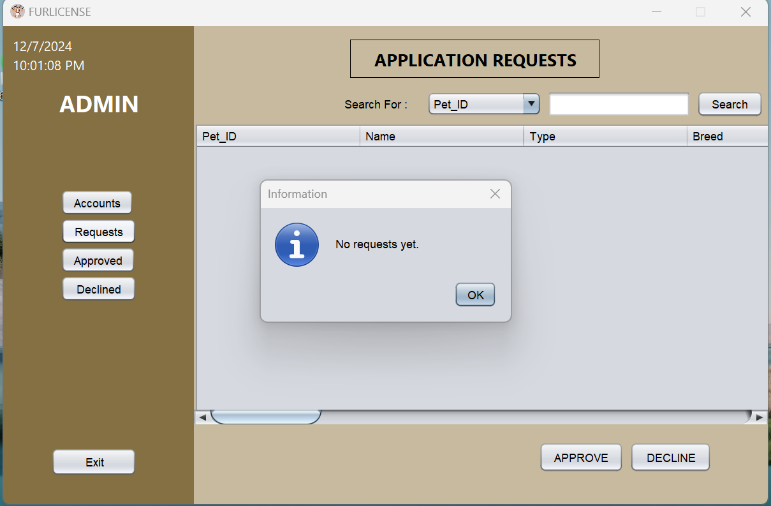 FURLICENSE
12/7/2024
10:01:08 PM
ADMIN
Accounts
Requests
Approved
Declined
Exit
APPLICATION REQUESTS
Search For :
Pet_ID
Search
Pet_ID Name Type Breed
Information
No requests yet.
OK
APPROVE
DECLINE